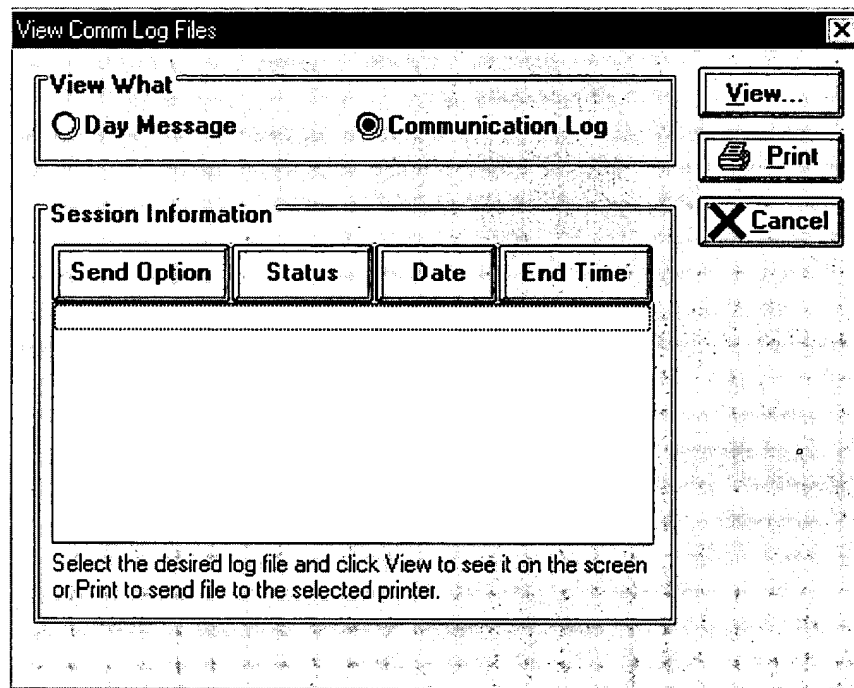 View Comm Log Files
View What
Day Message
Communication Log
View...
Print
Cancel
Session Information
Send Option
Status
Date
End Time
Select the desired log file and click View to see it on the screen
or Print to send file to the selected printer.